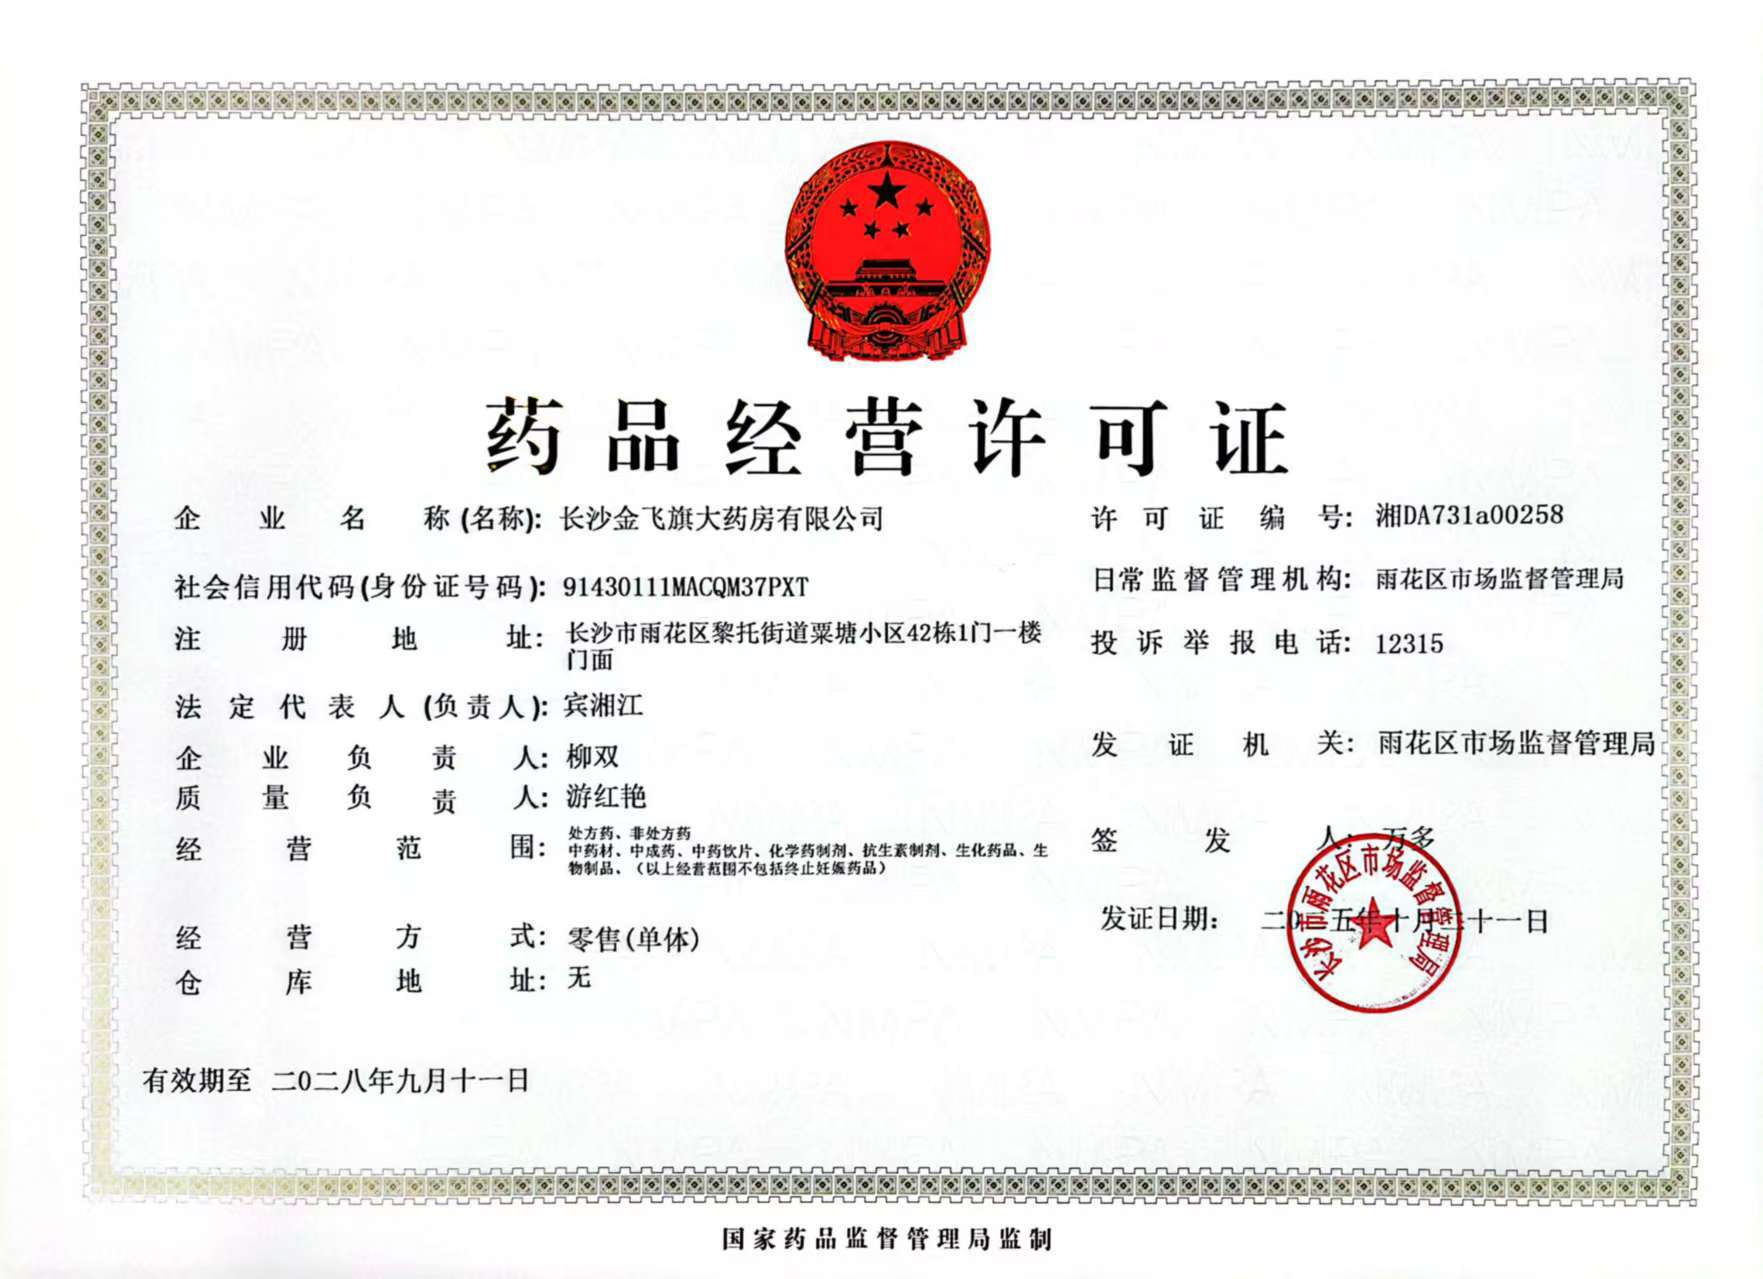 药品经营许可证
企业名称(名称): 长沙金飞旗大药房有限公司
许可证编号: 湘DA731a00258
社会信用代码(身份证号码): 91430111MACQM37PXT
日常监督管理机构: 雨花区市场监督管理局
注册地址: 长沙市雨花区黎托街道粟塘小区42栋1门一楼
门面
投诉举报电话: 12315
法定代表人(负责人): 宾湘江
企业负责人: 柳双
发证机关: 雨花区市场监督管理局
质量负责人: 游红艳
经营范围: 处方药、非处方药
中药材、中成药、中药饮片、化学药制剂、抗生素制剂、生化药品、生
物制品、（以上经营范围不包括终止妊娠药品）
签发人: 万多
经营方式: 零售(单体)
发证日期: 二0二五年十月三十一日
长沙市雨花区市场监督管理局
仓库地址: 无
有效期至 二0二八年九月十一日
国家药品监督管理局监制